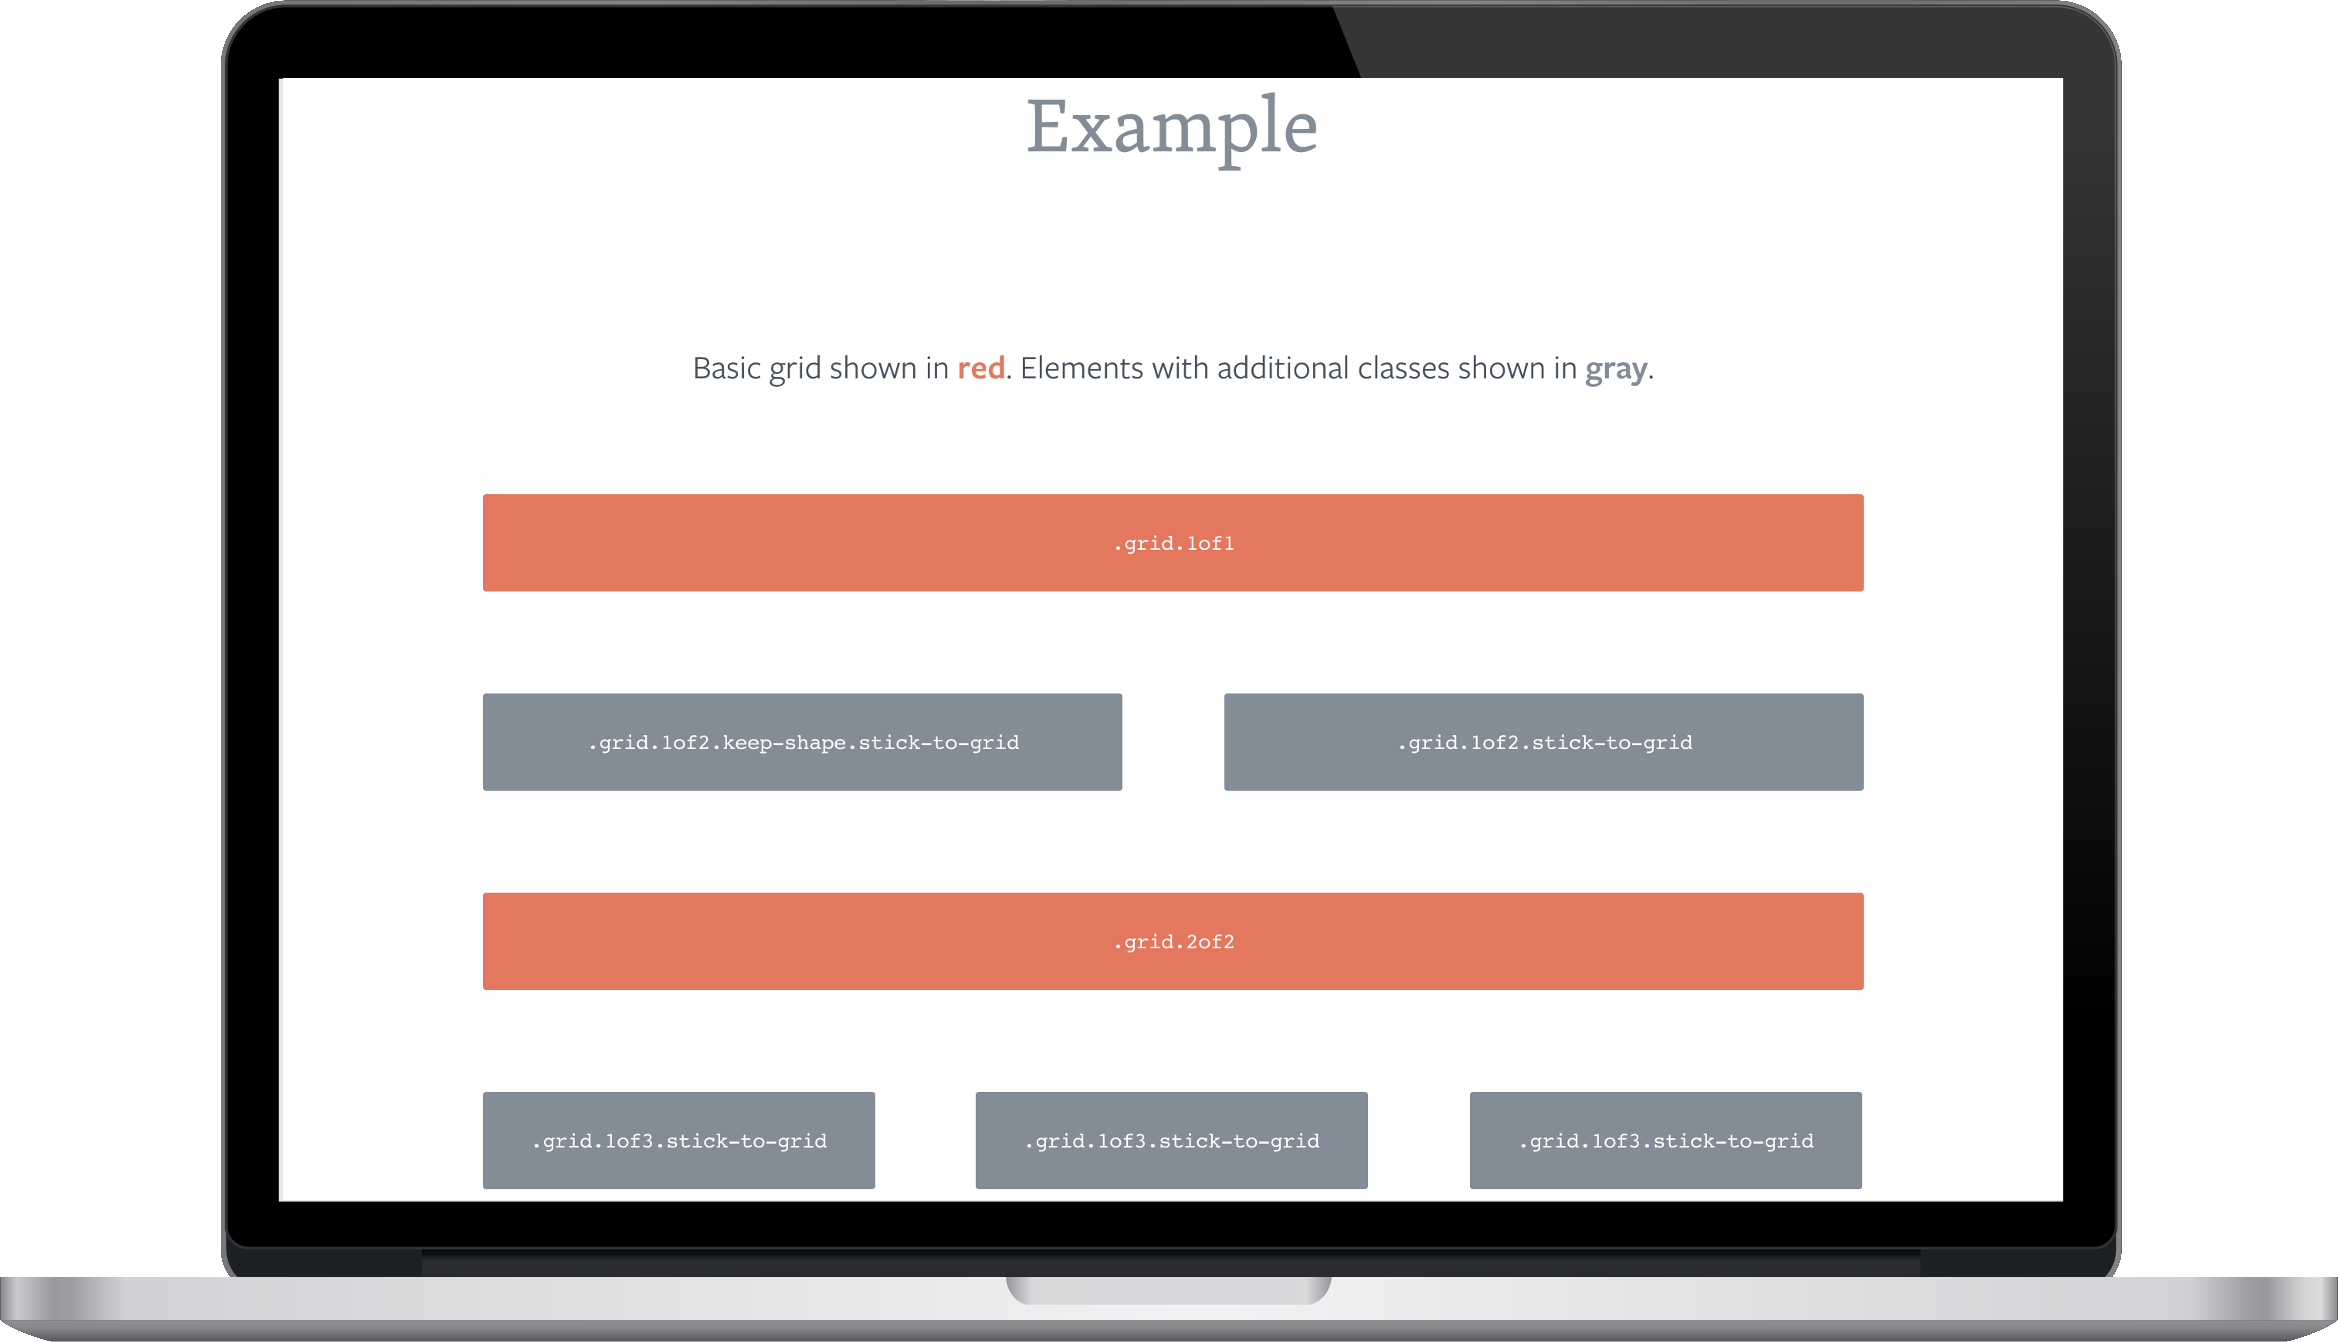 Example
Basic grid shown in red. Elements with additional classes shown in gray.
.grid.1of1
.grid.1of2.keep-shape.stick-to-grid
.grid.1of2.stick-to-grid
.grid.2of2
.grid.1of3.stick-to-grid
.grid.1of3.stick-to-grid
.grid.1of3.stick-to-grid